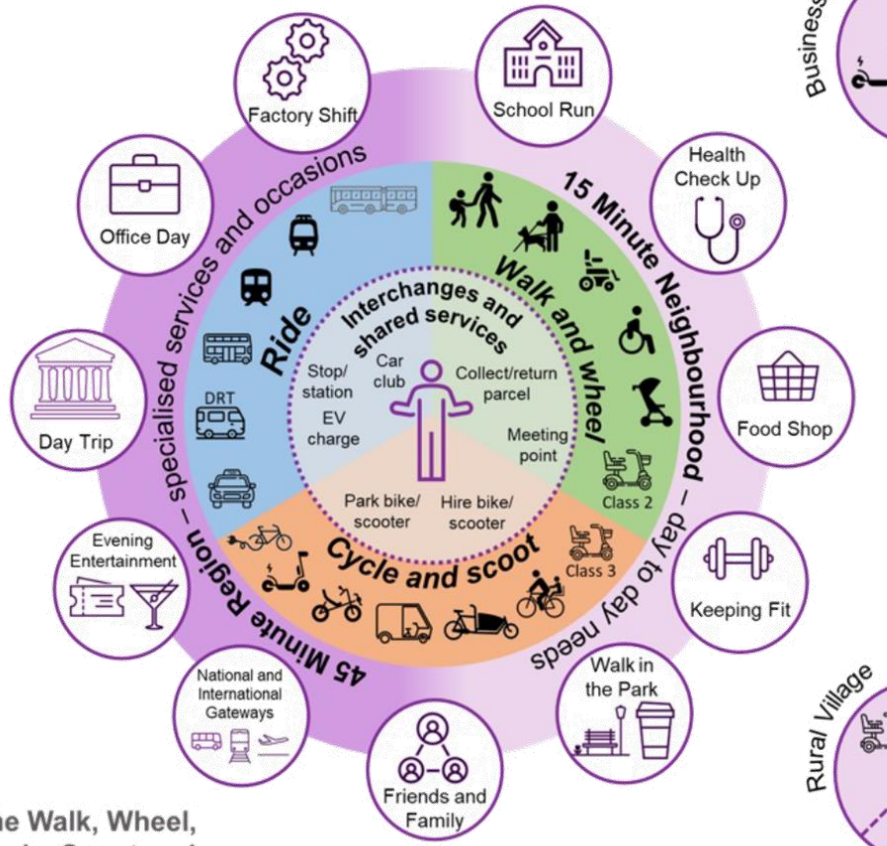 Factory Shift
School Run
Health
Check Up
Food Shop
Keeping Fit
Walk in
the Park
Friends and
Family
National and
International
Gateways
Evening
Entertainment
Day Trip
Office Day
15 Minute Neighbourhood – day to day needs
45 Minute Region – specialised services and occasions
Ride
DRT
Walk and wheel
Class 2
Cycle and scoot
Class 3
Interchanges and
shared services
Stop/
station
Car
club
EV
charge
Collect/return
parcel
Meeting
point
Park bike/
scooter
Hire bike/
scooter
Business
Rural Village
Walk, Wheel,